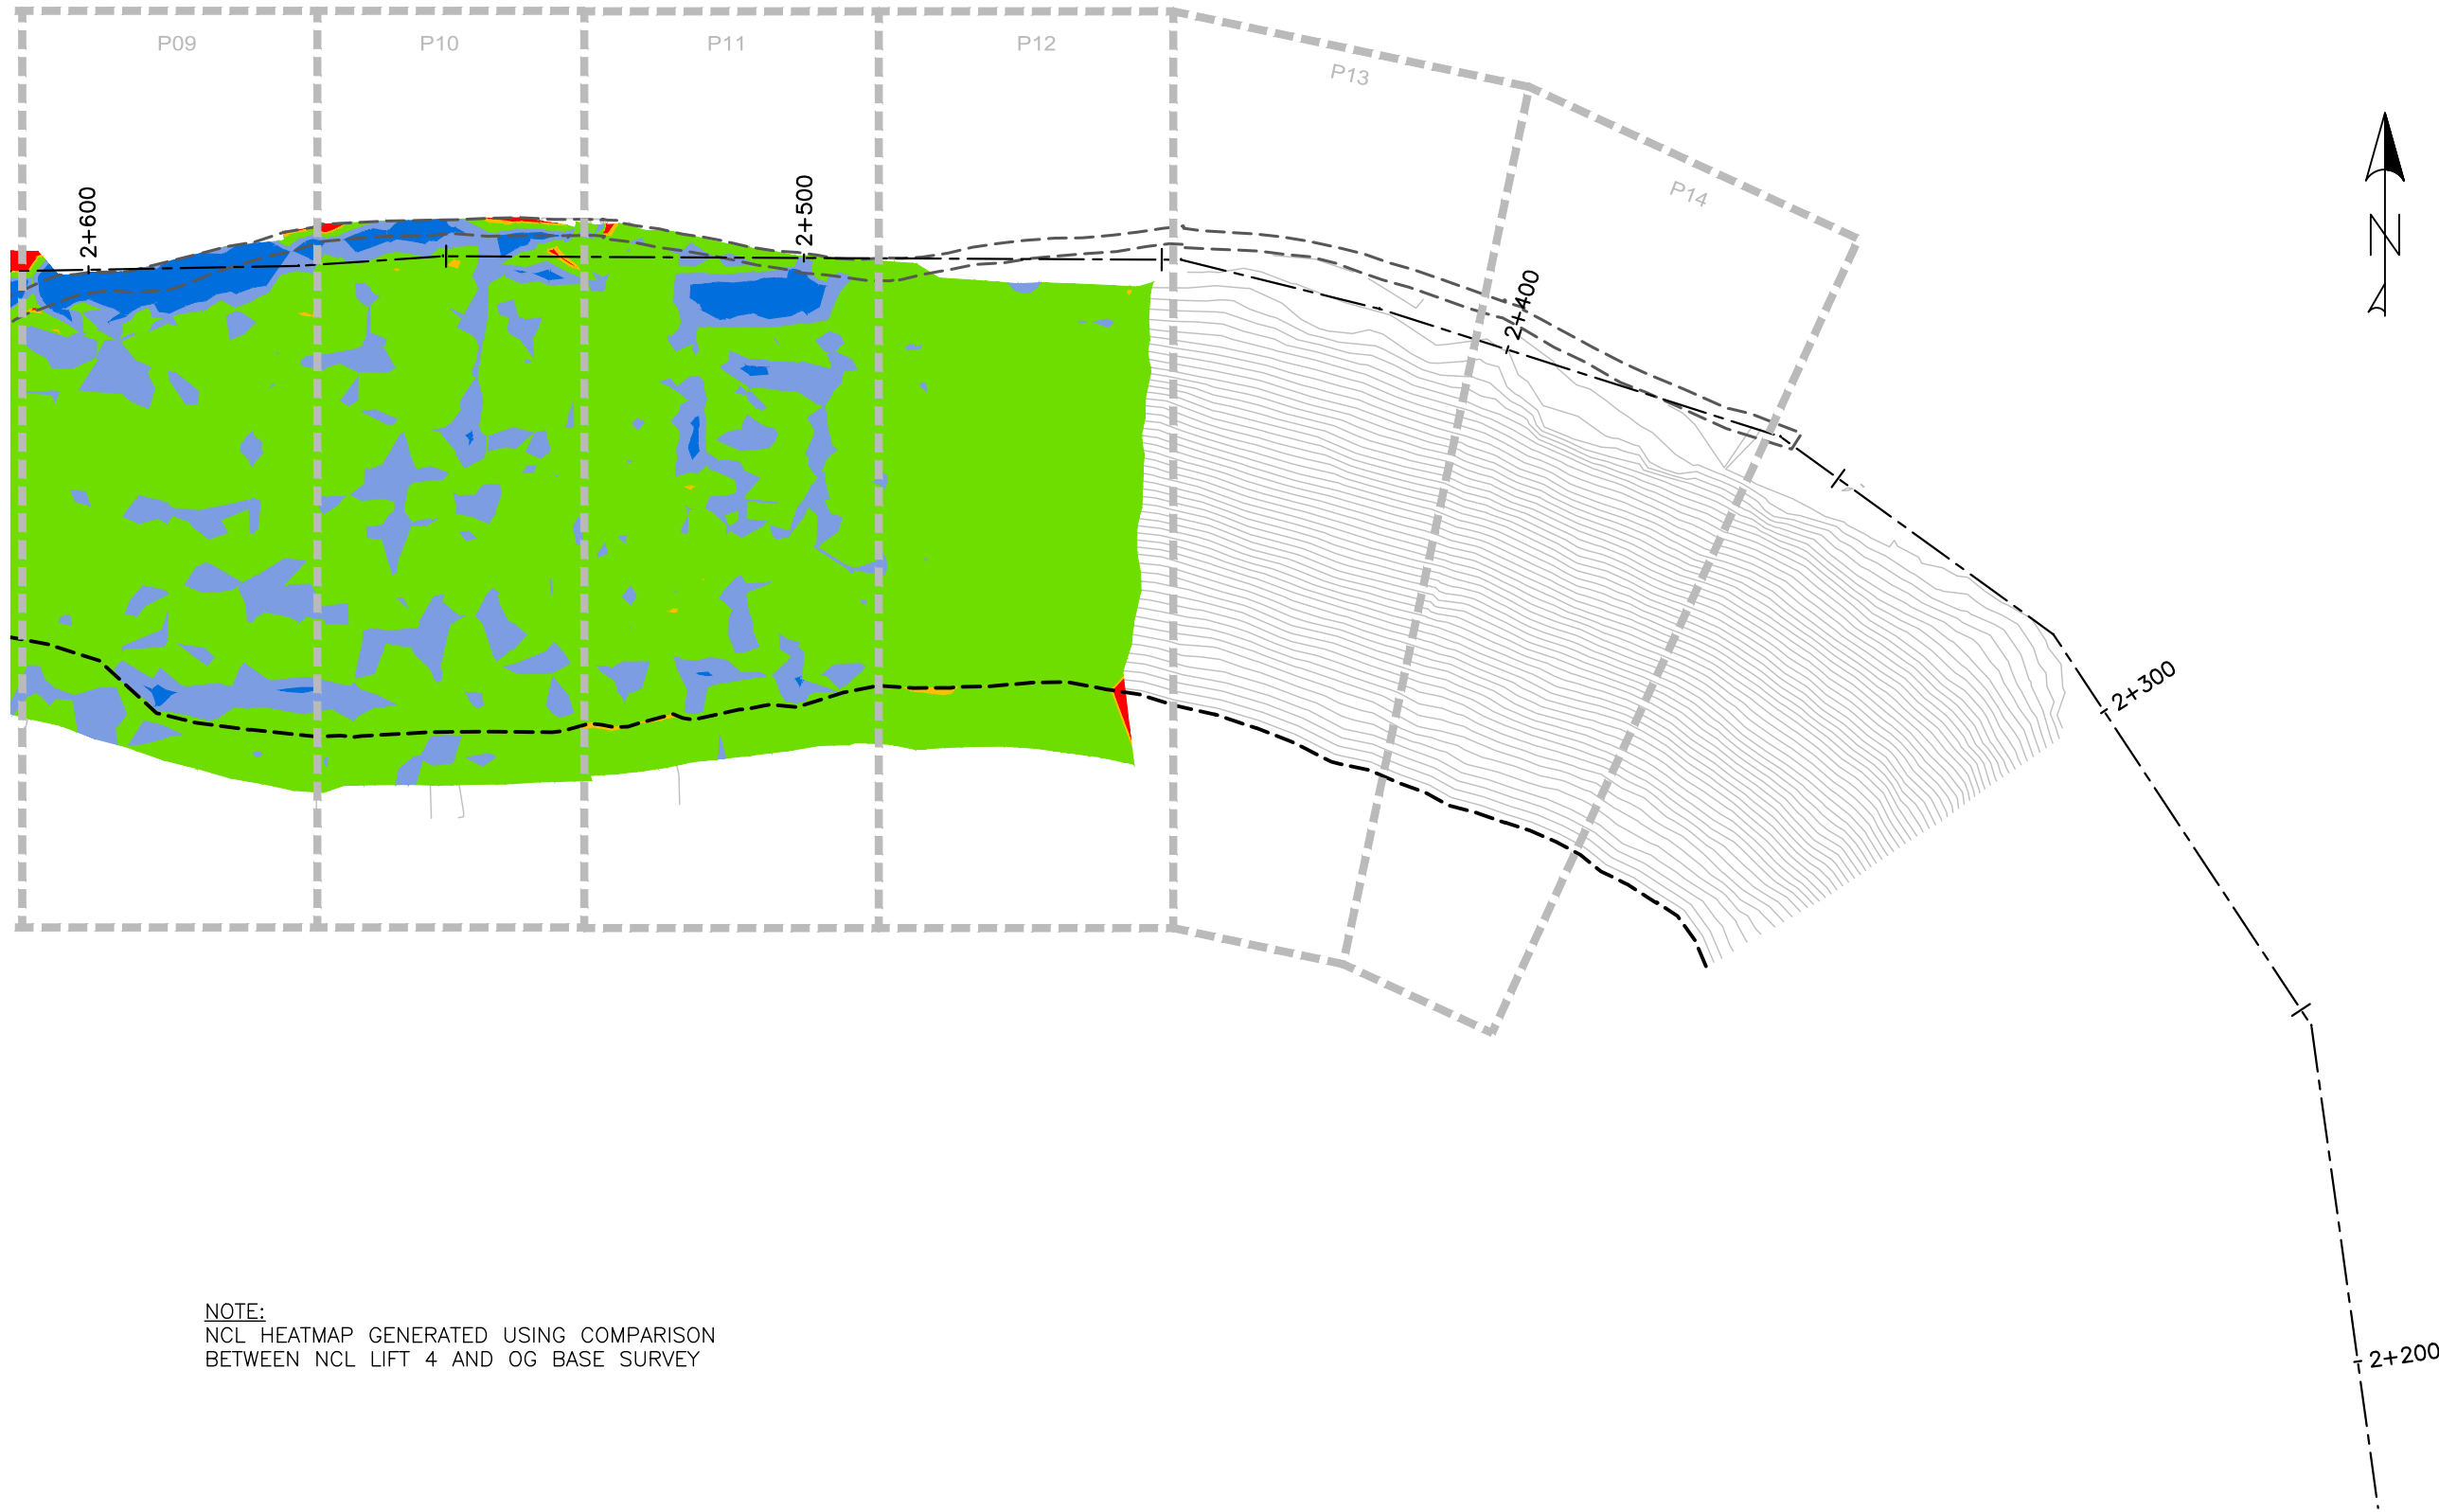 P09
P10
P11
P12
P13
P14
2+600
2+500
2+400
2+300
2+200
N
NOTE:
NCL HEATMAP GENERATED USING COMPARISON
BETWEEN NCL LIFT 4 AND OG BASE SURVEY